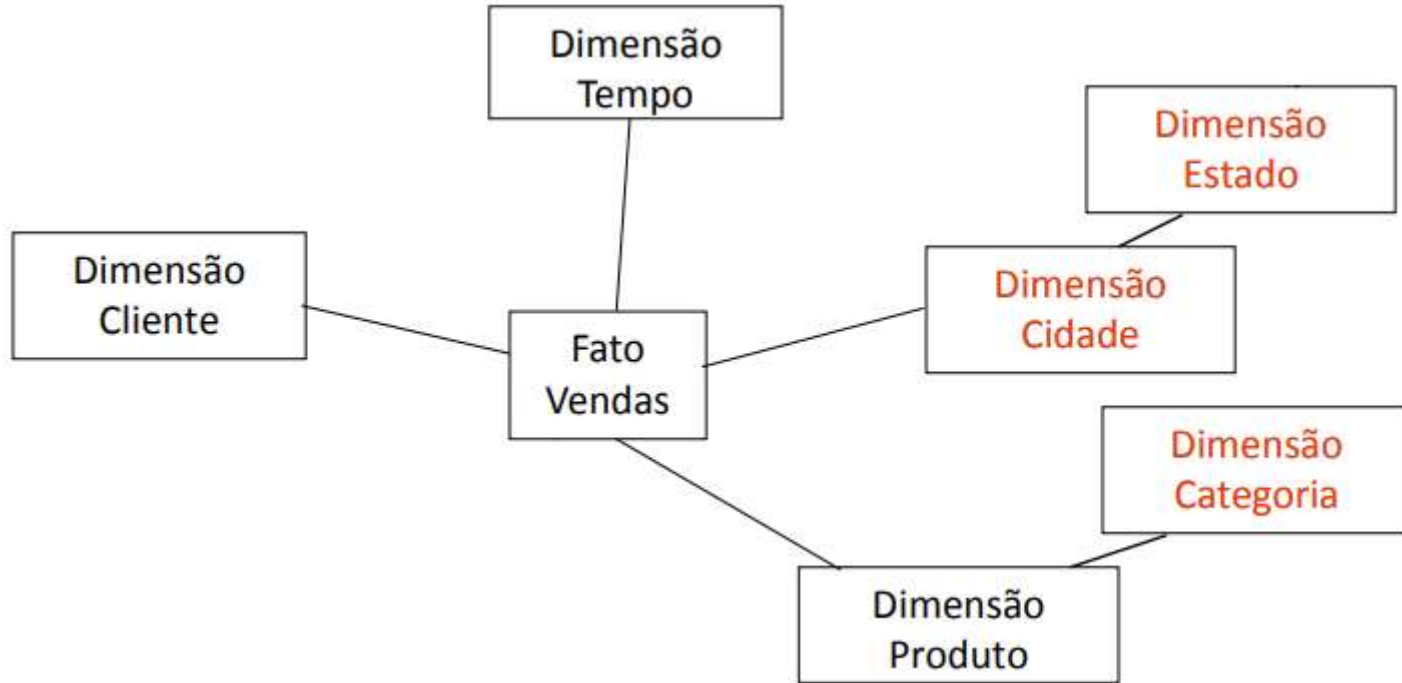 Dimensão
Tempo
Dimensão
Estado
Dimensão
Cliente
Dimensão
Cidade
Fato
Vendas
Dimensão
Categoria
Dimensão
Produto